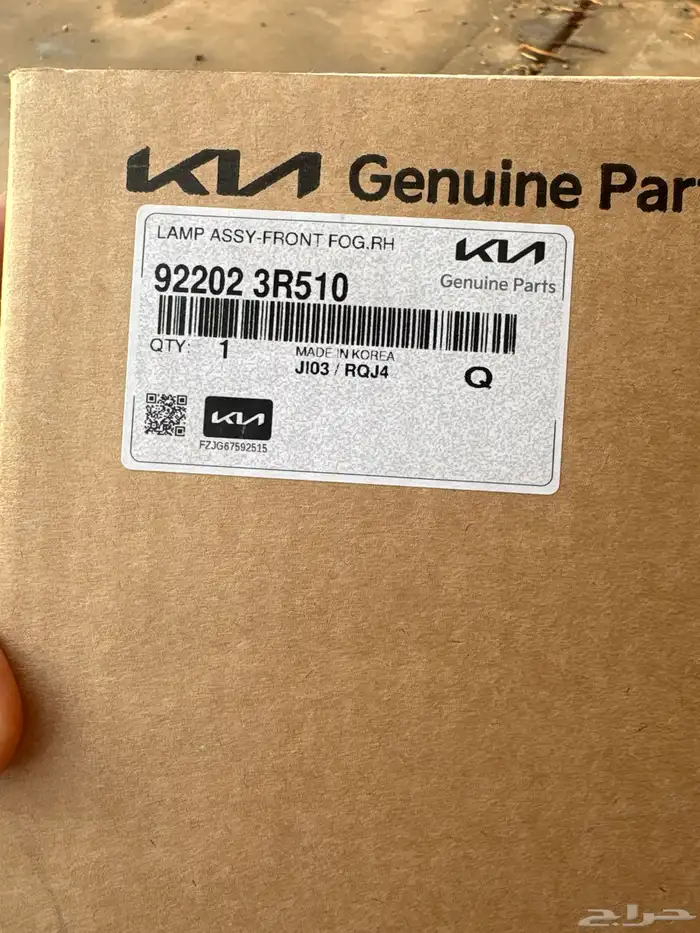 KIA Genuine Par
LAMP ASSY-FRONT FOG.RH
KIA
Genuine Parts
92202 3R510
QTY: 1
MADE IN KOREA
JI03 / RQJ4
Q
KIA
FZJG67592515
حراج